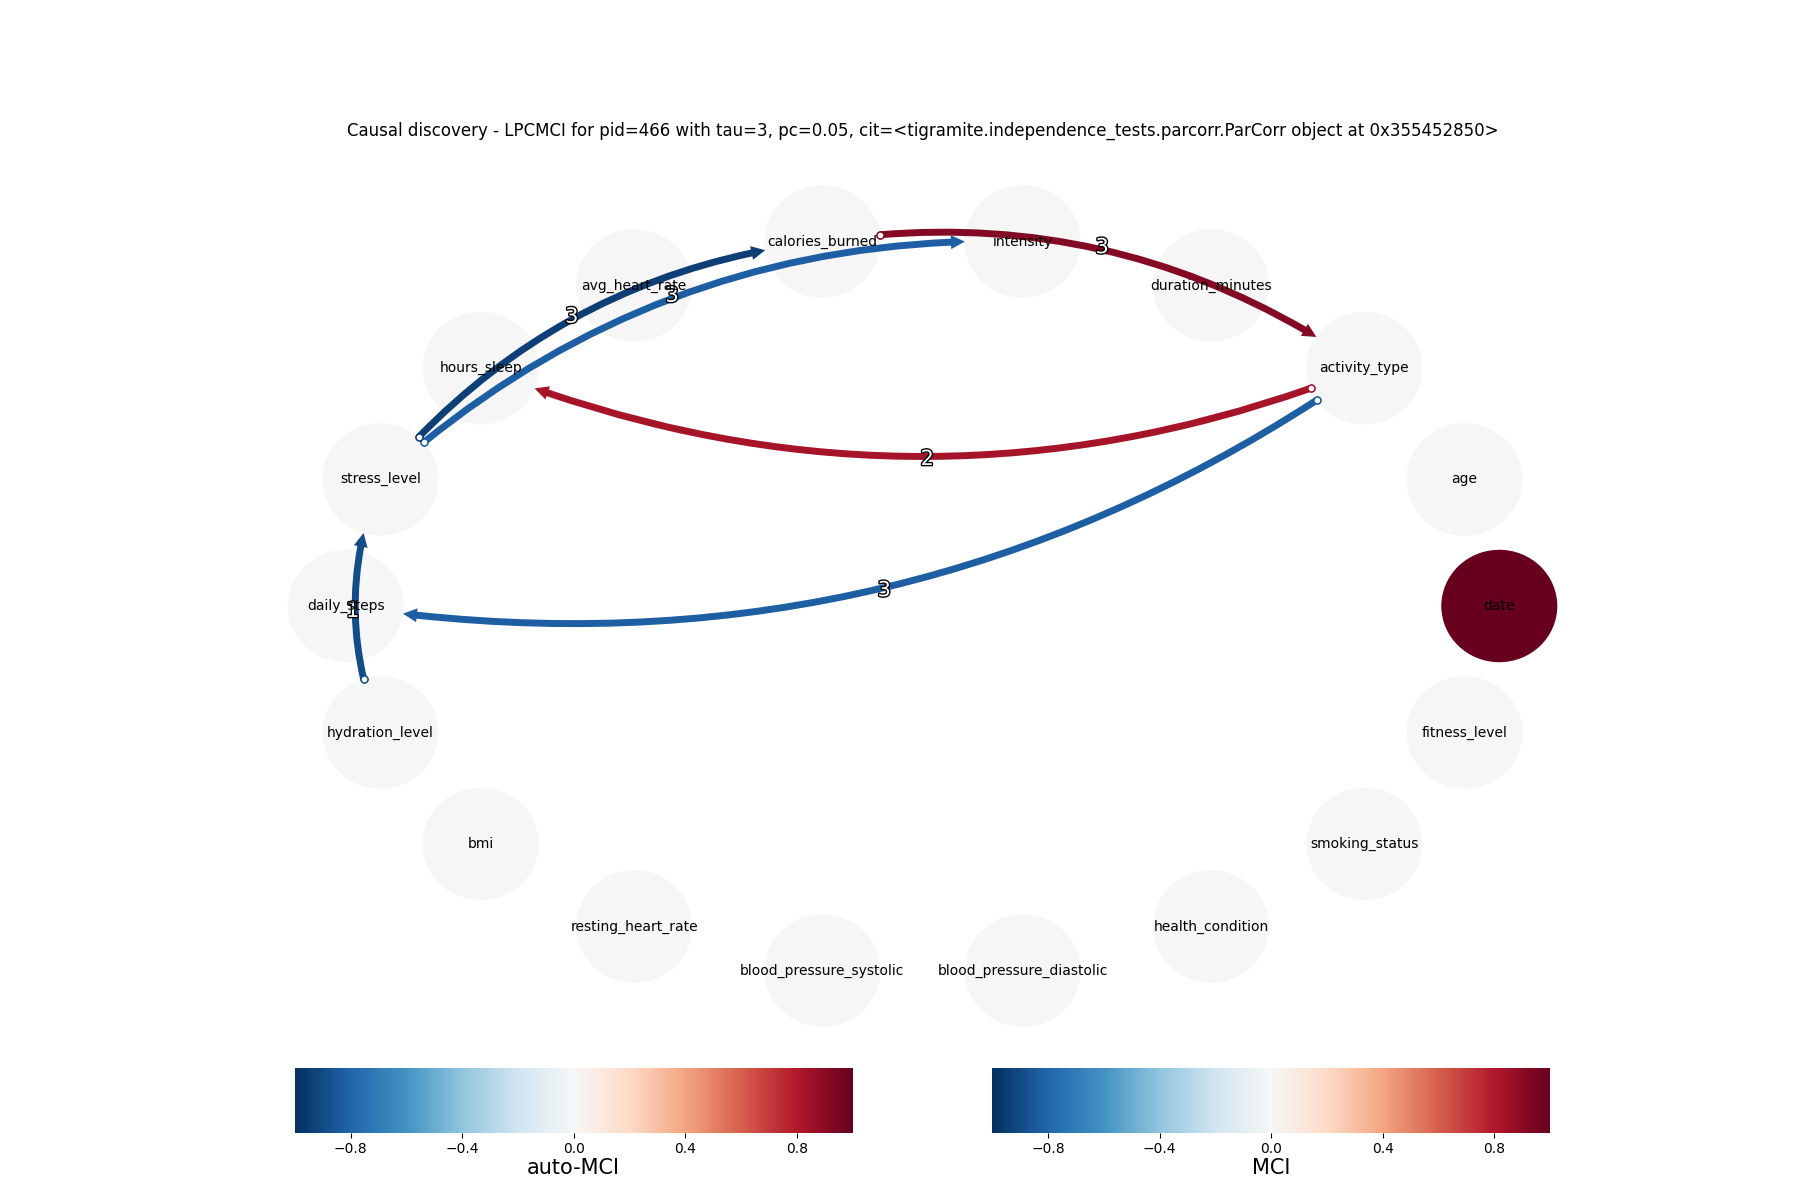 Causal discovery - LPCMCI for pid=466 with tau=3, pc=0.05, cit=<tigramite.independence_tests.parcorr.ParCorr object at 0x355452850>
calories_burned
intensity
3
avg_heart_rate
duration_minutes
3
3
hours_sleep
activity_type
2
stress_level
age
3
daily_steps
1
date
hydration_level
fitness_level
bmi
smoking_status
resting_heart_rate
health_condition
blood_pressure_systolic
blood_pressure_diastolic
−0.8 −0.4 0.0 0.4 0.8
auto-MCI
−0.8 −0.4 0.0 0.4 0.8
MCI